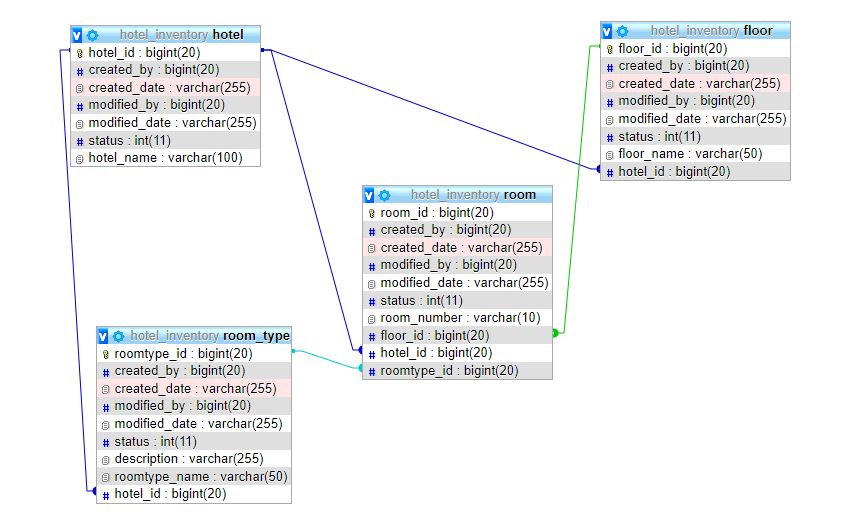 hotel_inventory hotel
hotel_id : bigint(20)
created_by : bigint(20)
created_date : varchar(255)
modified_by : bigint(20)
modified_date : varchar(255)
status : int(11)
hotel_name : varchar(100)
hotel_inventory floor
floor_id : bigint(20)
created_by : bigint(20)
created_date : varchar(255)
modified_by : bigint(20)
modified_date : varchar(255)
status : int(11)
floor_name : varchar(50)
hotel_id : bigint(20)
hotel_inventory room
room_id : bigint(20)
created_by : bigint(20)
created_date : varchar(255)
modified_by : bigint(20)
modified_date : varchar(255)
status : int(11)
room_number : varchar(10)
floor_id : bigint(20)
hotel_id : bigint(20)
roomtype_id : bigint(20)
hotel_inventory room_type
roomtype_id : bigint(20)
created_by : bigint(20)
created_date : varchar(255)
modified_by : bigint(20)
modified_date : varchar(255)
status : int(11)
description : varchar(255)
roomtype_name : varchar(50)
hotel_id : bigint(20)